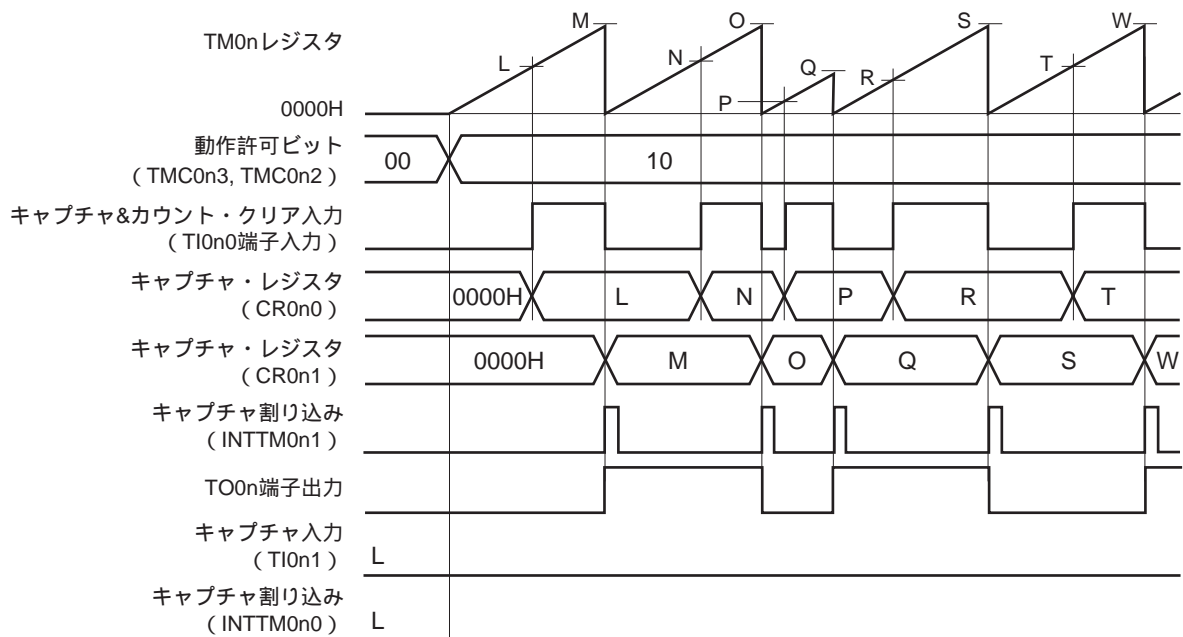 M O S W
TM0nレジスタ
L N Q R T
P
0000H
動作許可ビット
( TMC0n3, TMC0n2 )
00 10
キャプチャ&カウント・クリア入力
( TI0n0端子入力 )
キャプチャ・レジスタ
( CR0n0 )
0000H L N P R T
キャプチャ・レジスタ
( CR0n1 )
0000H M O Q S W
キャプチャ割り込み
( INTTM0n1 )
TO0n端子出力
キャプチャ入力
( TI0n1 )
L
キャプチャ割り込み
( INTTM0n0 )
L